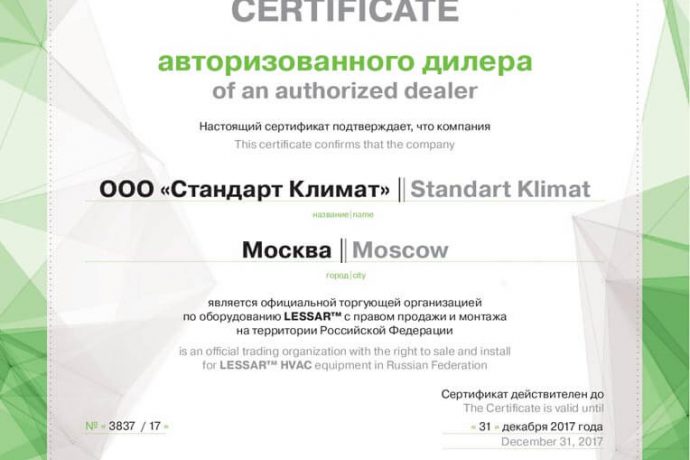 CERTIFICATE
авторизованного дилера
of an authorized dealer
Настоящий сертификат подтверждает, что компания
This certificate confirms that the company
ООО «Стандарт Климат» || Standart Klimat
название|name
Москва || Moscow
город|city
является официальной торгующей организацией
по оборудованию LESSAR™ с правом продажи и монтажа
на территории Российской Федерации
is an official trading organization with the right to sale and install
for LESSAR™ HVAC equipment in Russian Federation
Сертификат действителен до
The Certificate is valid until
№ « 3837 / 17 »
« 31 » декабря 2017 года
December 31, 2017